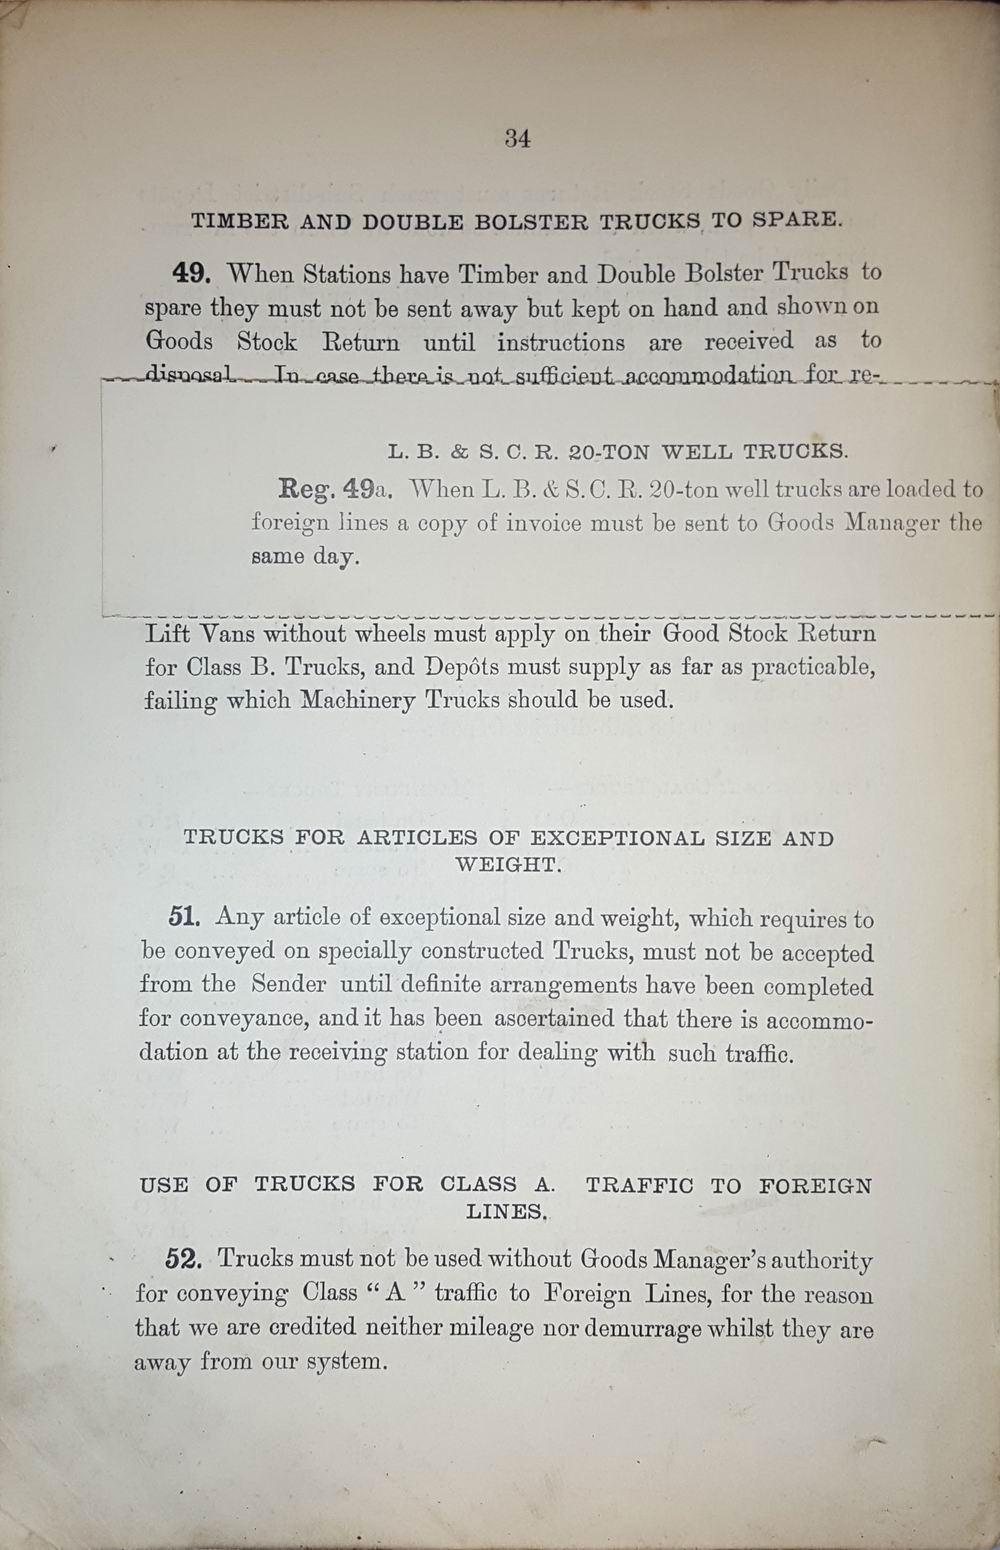 34
TIMBER AND DOUBLE BOLSTER TRUCKS TO SPARE.
49. When Stations have Timber and Double Bolster Trucks to
spare they must not be sent away but kept on hand and shown on
Goods Stock Return until instructions are received as to
disposal. In case there is not sufficient accommodation for re-
L. B. & S. C. R. 20-TON WELL TRUCKS.
Reg. 49a. When L. B. & S. C. R. 20-ton well trucks are loaded to
foreign lines a copy of invoice must be sent to Goods Manager the
same day.
Lift Vans without wheels must apply on their Good Stock Return
for Class B. Trucks, and Depôts must supply as far as practicable,
failing which Machinery Trucks should be used.
TRUCKS FOR ARTICLES OF EXCEPTIONAL SIZE AND
WEIGHT.
51. Any article of exceptional size and weight, which requires to
be conveyed on specially constructed Trucks, must not be accepted
from the Sender until definite arrangements have been completed
for conveyance, and it has been ascertained that there is accommo-
dation at the receiving station for dealing with such traffic.
USE OF TRUCKS FOR CLASS A. TRAFFIC TO FOREIGN
LINES.
52. Trucks must not be used without Goods Manager's authority
for conveying Class "A" traffic to Foreign Lines, for the reason
that we are credited neither mileage nor demurrage whilst they are
away from our system.